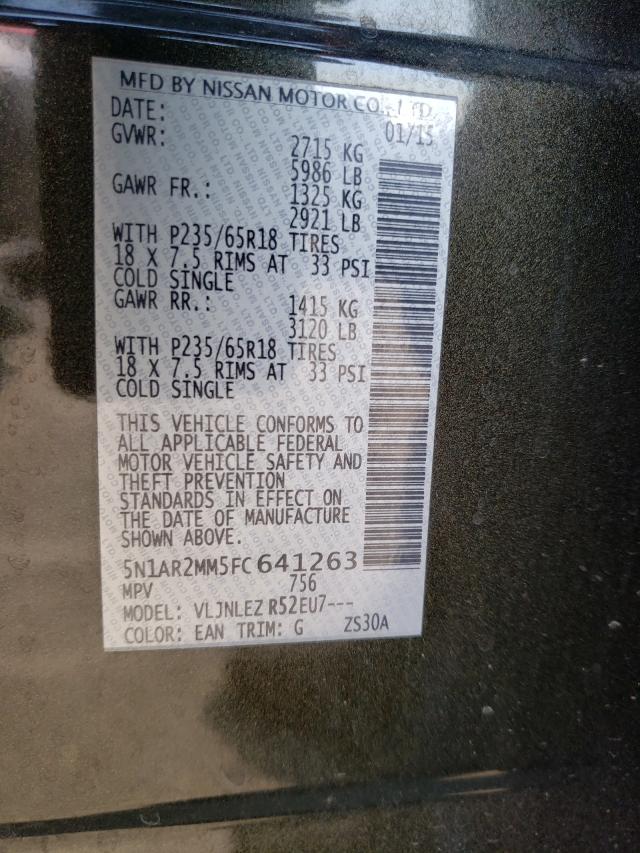 MFD BY NISSAN MOTOR CO., LTD.
DATE: 01/15
GVWR: 2715 KG
5986 LB
GAWR FR.: 1325 KG
2921 LB
WITH P235/65R18 TIRES
18 X 7.5 RIMS AT 33 PSI
COLD SINGLE
GAWR RR.: 1415 KG
3120 LB
WITH P235/65R18 TIRES
18 X 7.5 RIMS AT 33 PSI
COLD SINGLE
THIS VEHICLE CONFORMS TO
ALL APPLICABLE FEDERAL
MOTOR VEHICLE SAFETY AND
THEFT PREVENTION
STANDARDS IN EFFECT ON
THE DATE OF MANUFACTURE
SHOWN ABOVE.
5N1AR2MM5FC641263
MPV 756
MODEL: VLJNLEZ R52EU7---
COLOR: EAN TRIM: G ZS30A